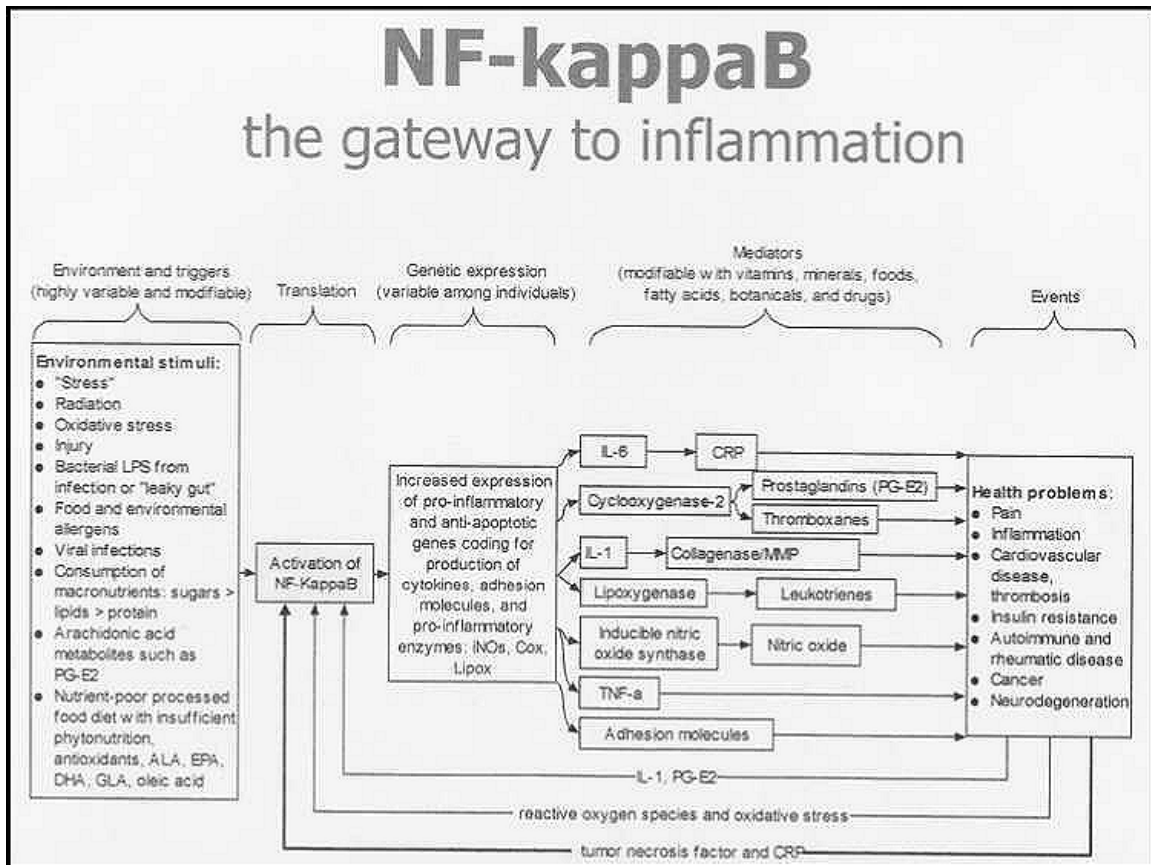 NF-kappaB
the gateway to inflammation
Environment and triggers
(highly variable and modifiable)
Translation
Genetic expression
(variable among individuals)
Mediators
(modifiable with vitamins, minerals, foods,
fatty acids, botanicals, and drugs)
Events
Environmental stimuli:
● "Stress"
● Radiation
● Oxidative stress
● Injury
● Bacterial LPS from
infection or "leaky gut"
● Food and environmental
allergens
● Viral infections
● Consumption of
macronutrients: sugars >
lipids > protein
● Arachidonic acid
metabolites such as
PG-E2
● Nutrient-poor processed
food diet with insufficient
phytonutrition,
antioxidants, ALA, EPA,
DHA, GLA, oleic acid
Activation of
NF-KappaB
Increased expression
of pro-inflammatory
and anti-apoptotic
genes coding for
production of
cytokines, adhesion
molecules, and
pro-inflammatory
enzymes: iNOs, Cox,
Lipox
IL-6
CRP
Cyclooxygenase-2
Prostaglandins (PG-E2)
Thromboxanes
IL-1
Collagenase/MMP
Lipoxygenase
Leukotrienes
Inducible nitric
oxide synthase
Nitric oxide
TNF-a
Adhesion molecules
Health problems:
● Pain
● Inflammation
● Cardiovascular
disease,
thrombosis
● Insulin resistance
● Autoimmune and
rheumatic disease
● Cancer
● Neurodegeneration
IL-1, PG-E2
reactive oxygen species and oxidative stress
tumor necrosis factor and CRP